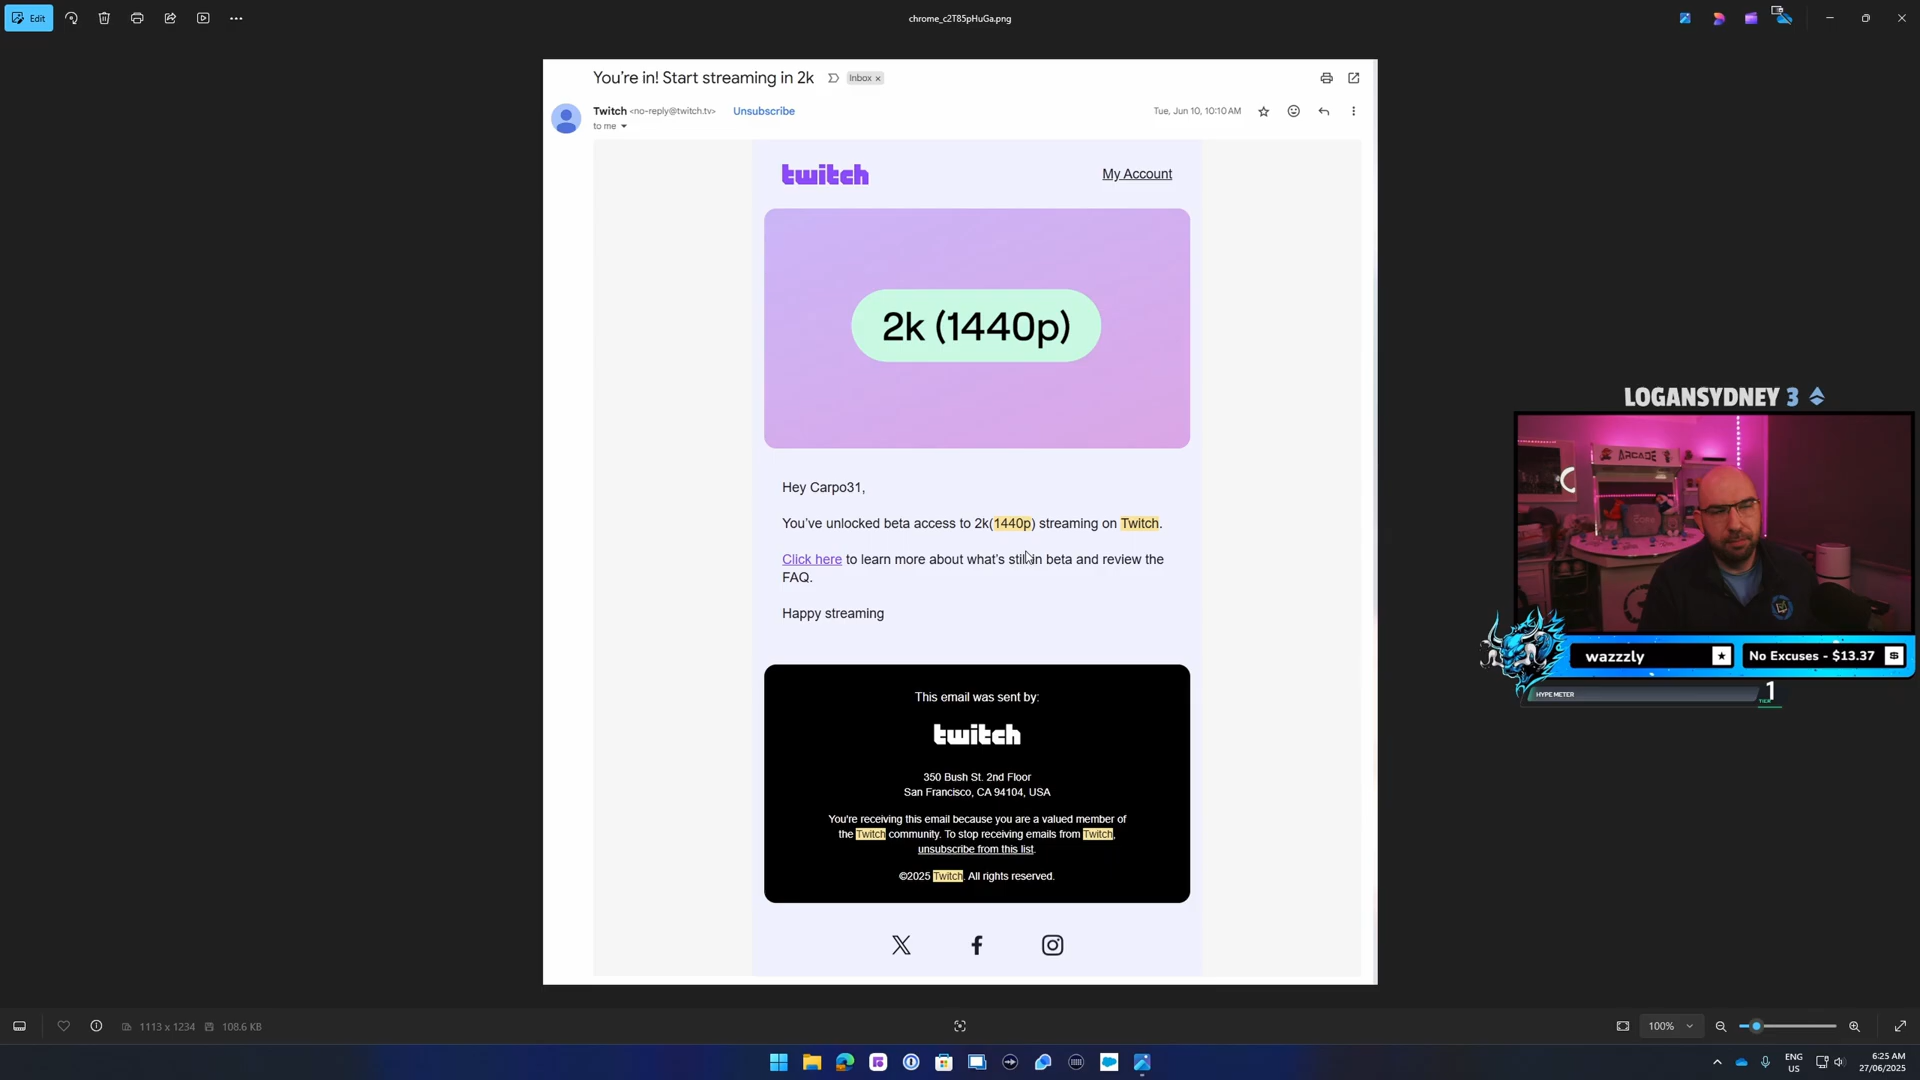 Edit
chrome_c2T85pHuGa.png
You're in! Start streaming in 2k
Inbox ×
Twitch <no-reply@twitch.tv> Unsubscribe
Tue, Jun 10, 10:10 AM
to me
twitch
My Account
2k (1440p)
Hey Carpo31,
You've unlocked beta access to 2k(1440p) streaming on Twitch.
Click here to learn more about what's still in beta and review the
FAQ.
Happy streaming
This email was sent by:
twitch
350 Bush St. 2nd Floor
San Francisco, CA 94104, USA
You're receiving this email because you are a valued member of
the Twitch community. To stop receiving emails from Twitch,
unsubscribe from this list.
©2025 Twitch. All rights reserved.
LOGANSYDNEY 3
ARCADE
wazzzly
No Excuses - $13.37
HYPE METER
1
TIER
1113 x 1234
108.6 KB
100%
ENG
US
6:25 AM
27/06/2025